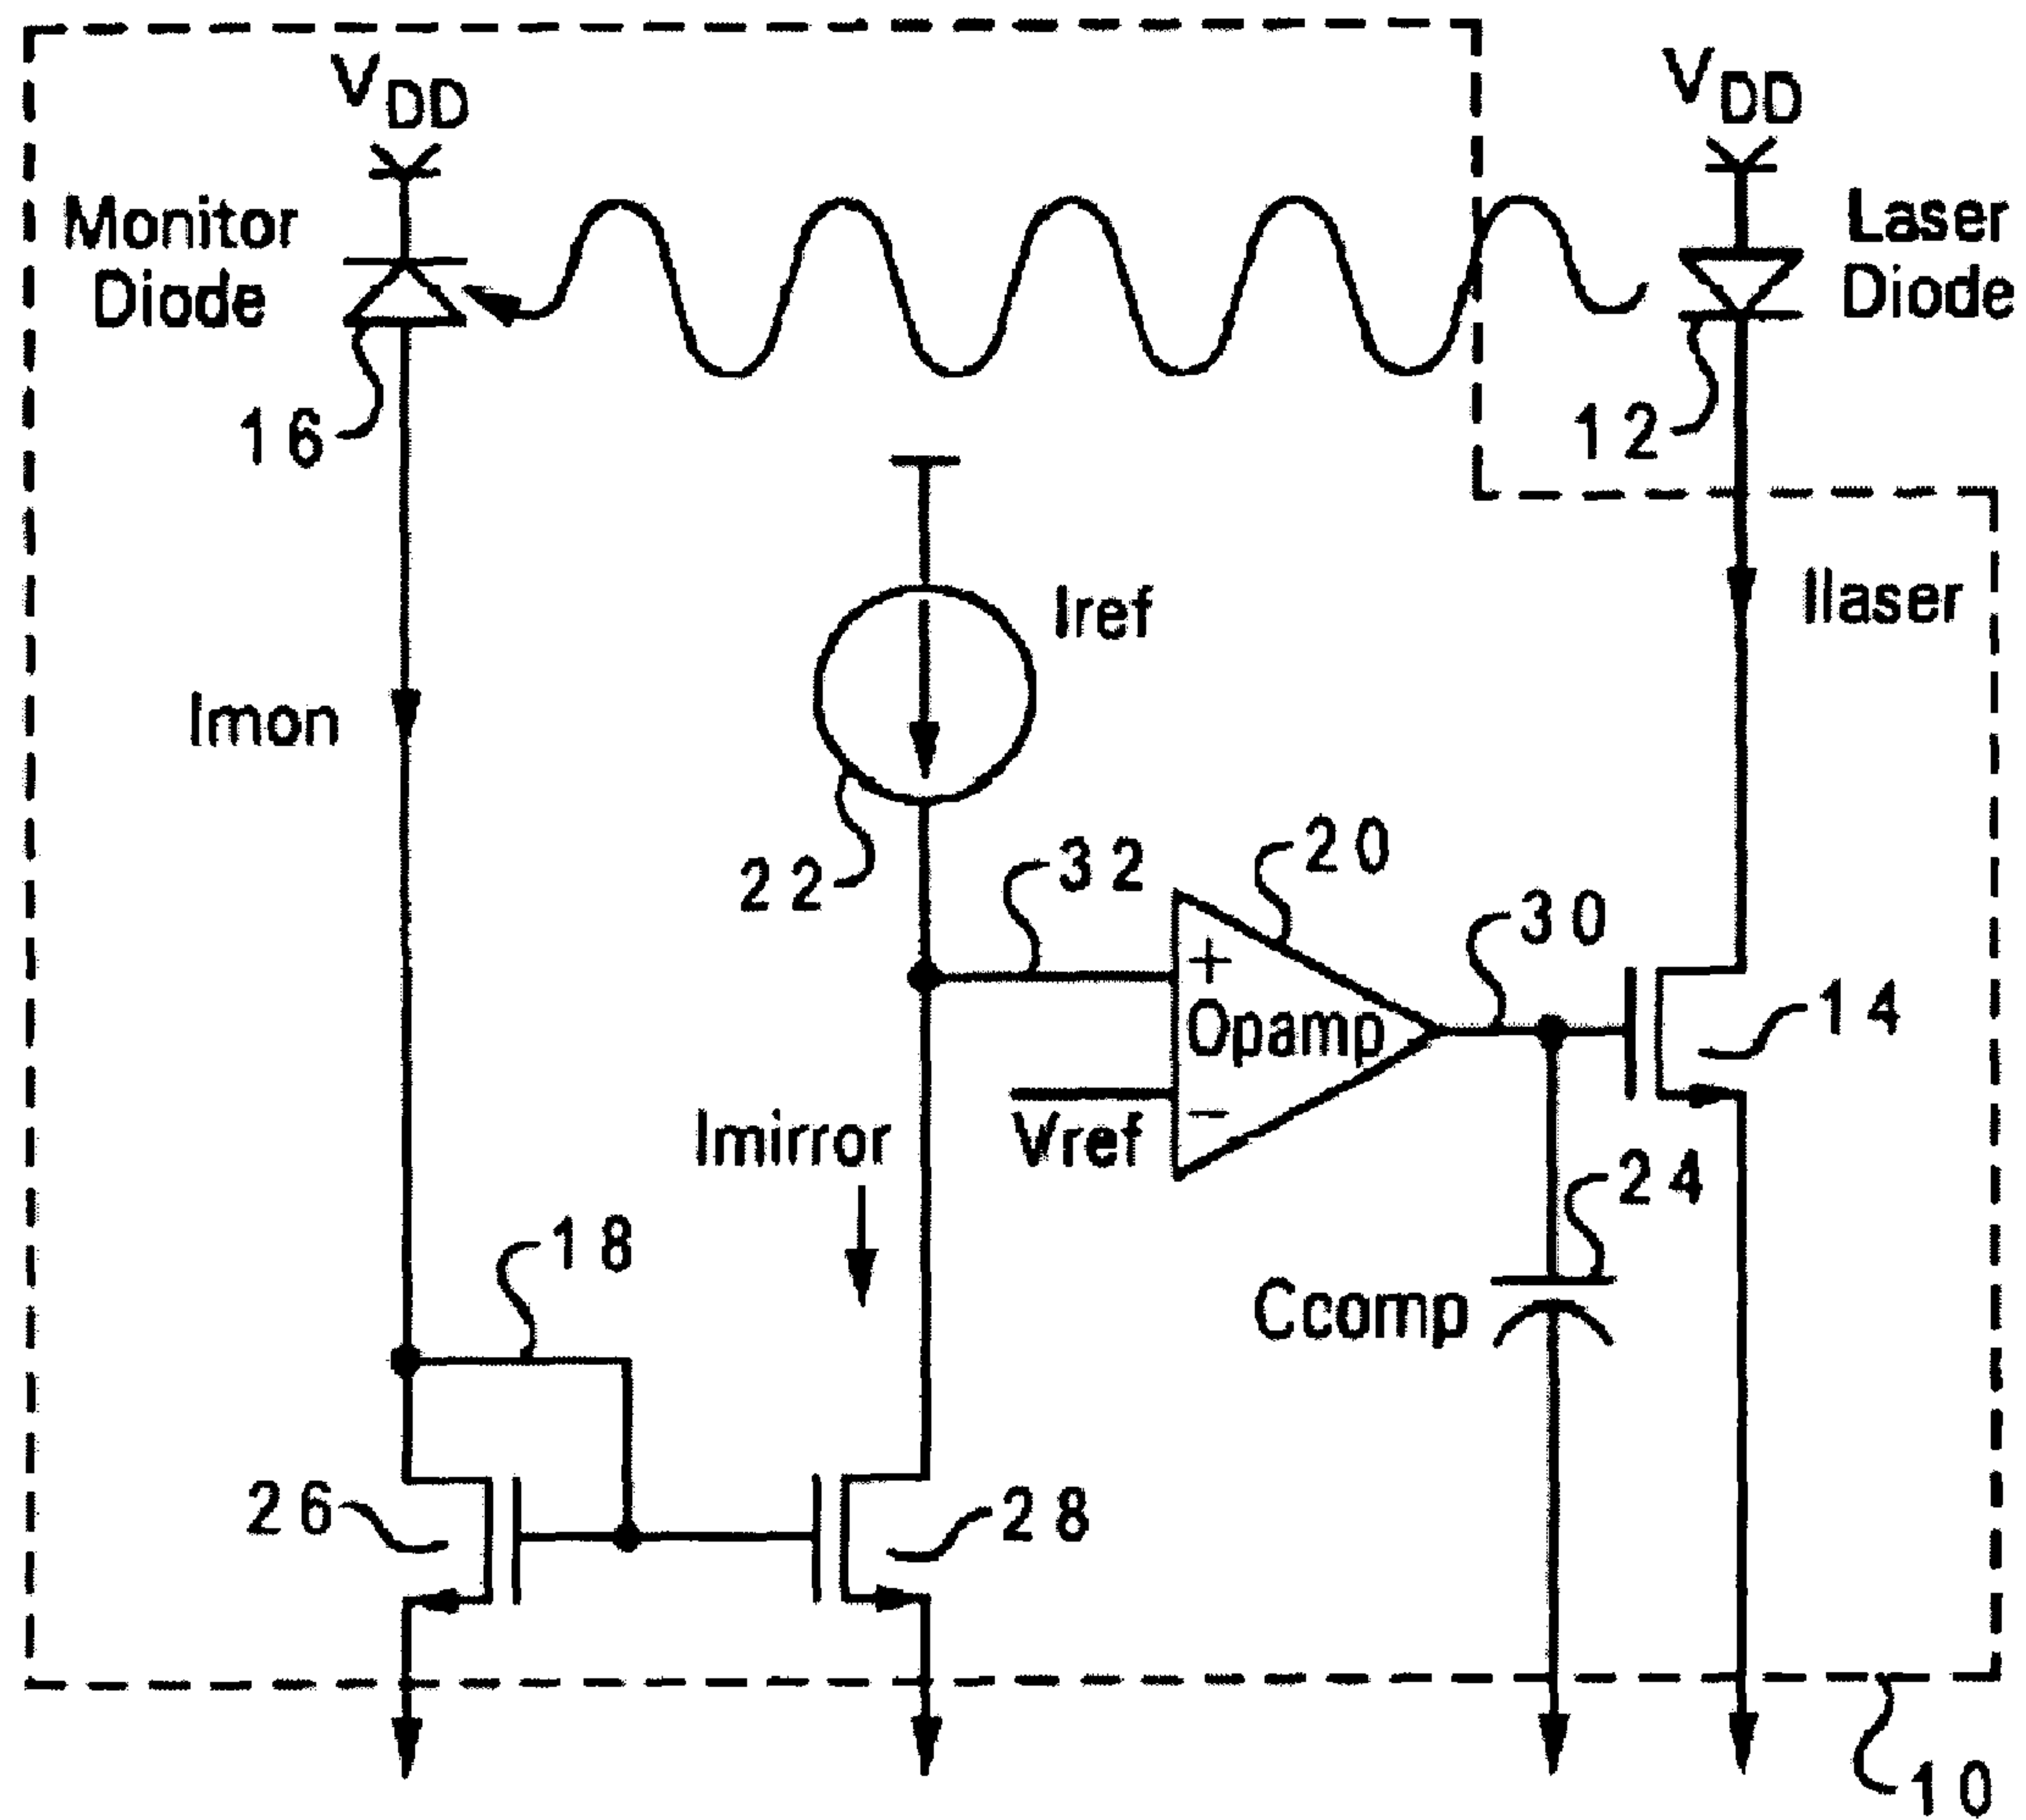 VDD
VDD
Monitor
Diode
Laser
Diode
16
12
Iref
Ilaser
Imon
22
32
20
30
+
Opamp
14
Imirror
Vref
−
24
18
Ccomp
26
28
10